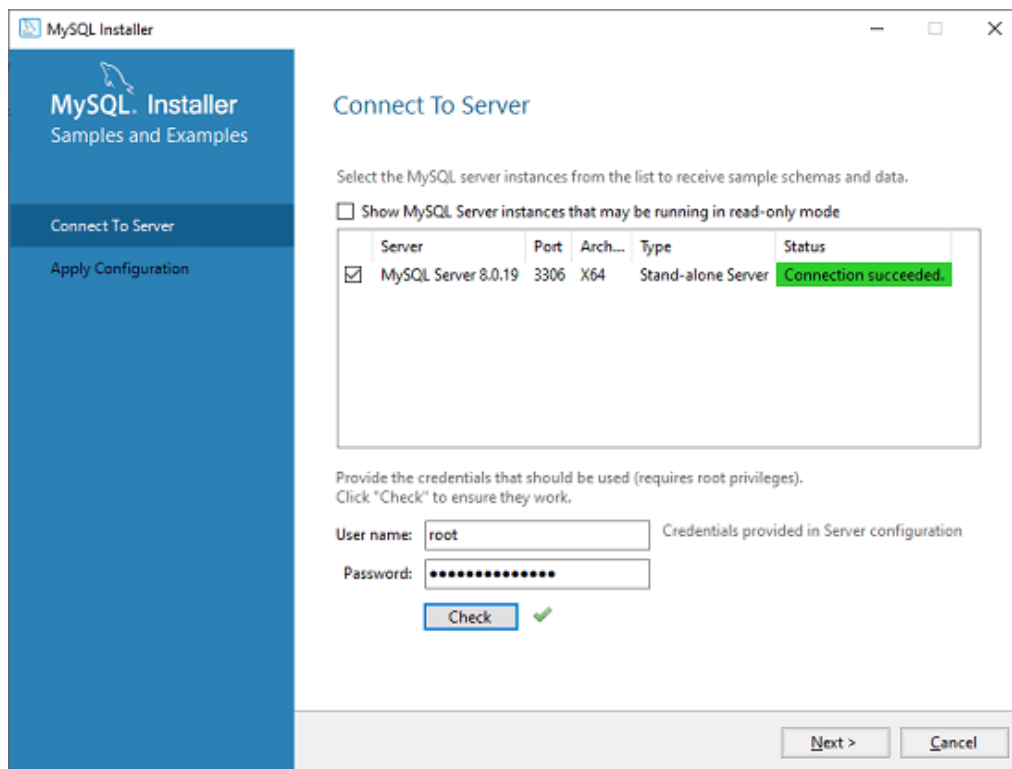 MySQL Installer
MySQL. Installer
Samples and Examples
Connect To Server
Apply Configuration
Connect To Server
Select the MySQL server instances from the list to receive sample schemas and data.
Show MySQL Server instances that may be running in read-only mode
Server Port Arch... Type Status
MySQL Server 8.0.19 3306 X64 Stand-alone Server Connection succeeded.
Provide the credentials that should be used (requires root privileges).
Click "Check" to ensure they work.
User name: root Credentials provided in Server configuration
Password: ••••••••••••••
Check
Next > Cancel